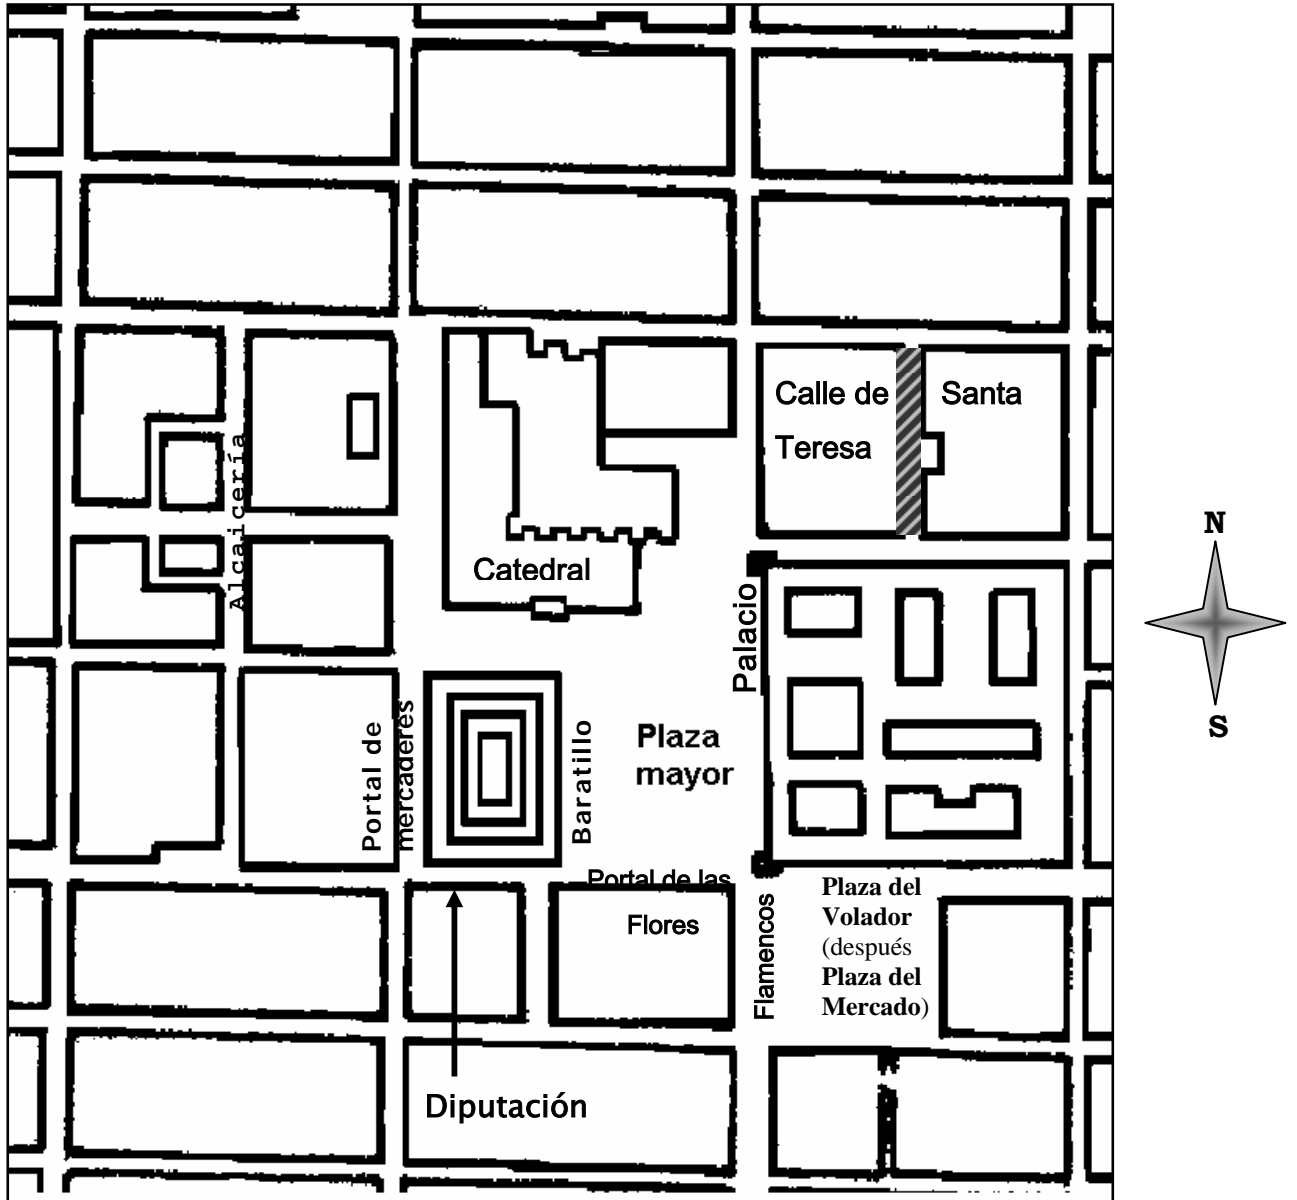 Calle de Santa
Teresa
Alcaicería
Catedral
Palacio
N
S
Portal de
mercaderes
Baratillo
Plaza
mayor
Portal de las
Flores
Flamencos
Plaza del
Volador
(después
Plaza del
Mercado)
Diputación